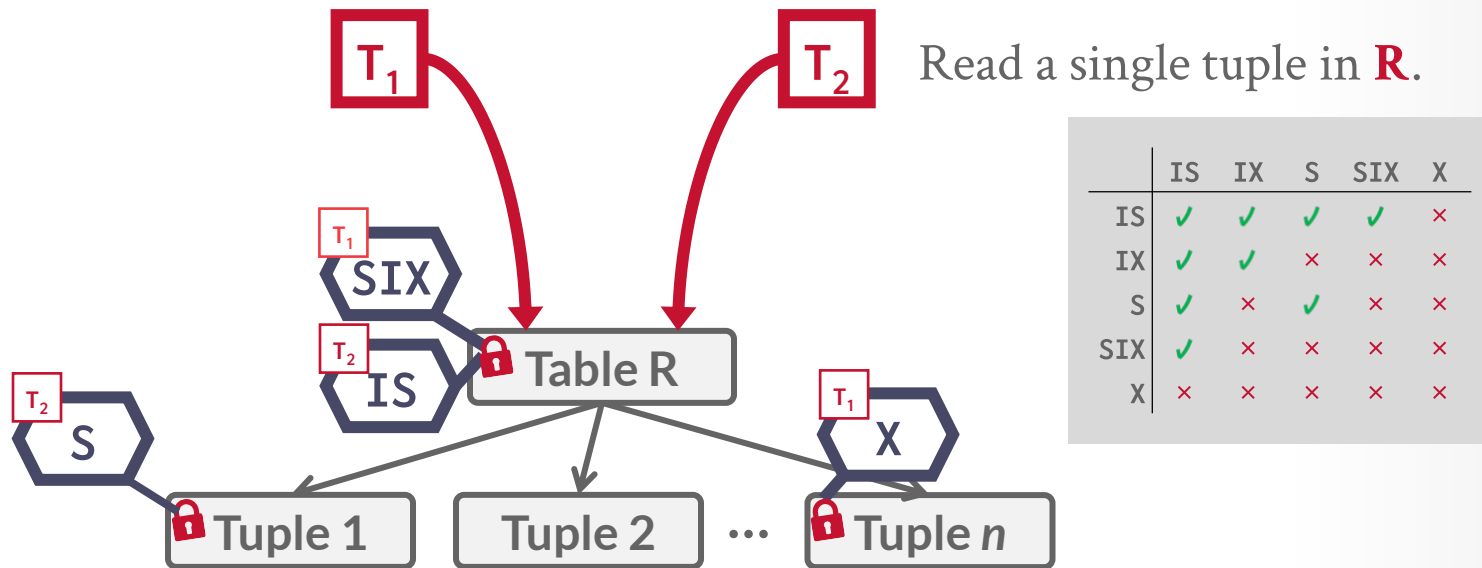 T₁
T₂
Read a single tuple in R.
IS IX S SIX X
IS ✓ ✓ ✓ ✓ ×
IX ✓ ✓ × × ×
S ✓ × ✓ × ×
SIX ✓ × × × ×
X × × × × ×
T₁
SIX
T₂
IS
Table R
T₂
S
T₁
X
Tuple 1
Tuple 2
...
Tuple n